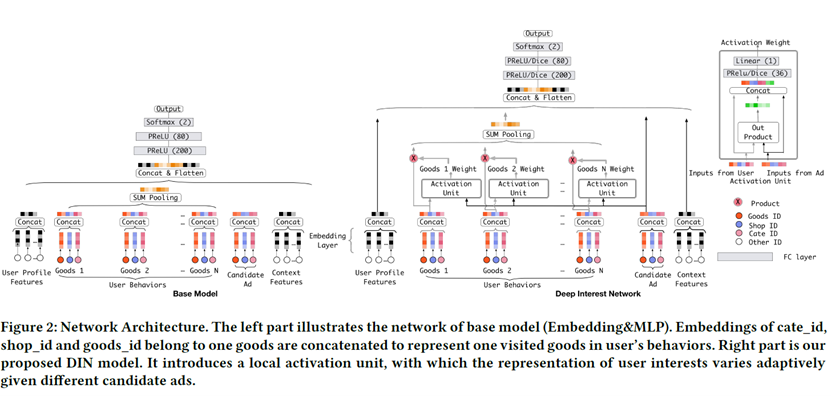 Output
Softmax (2)
PReLU (80)
PReLU (200)
Concat & Flatten
SUM Pooling
Concat Concat Concat Concat Concat Concat
User Profile Features
Goods 1 Goods 2 Goods N
Candidate Ad
Context Features
User Behaviors
Base Model
Output
Softmax (2)
PReLU/Dice (80)
PReLU/Dice (200)
Concat & Flatten
SUM Pooling
Goods 1 Weight Goods 2 Weight Goods N Weight
Activation Unit Activation Unit Activation Unit
Concat Concat Concat Concat Concat Concat
Embedding Layer
User Profile Features
Goods 1 Goods 2 Goods N
Candidate Ad
Context Features
User Behaviors
Deep Interest Network
Activation Weight
Linear (1)
PRelu/Dice (36)
Concat
Out Product
Inputs from User Inputs from Ad
Activation Unit
X Product
Goods ID
Shop ID
Cate ID
Other ID
FC layer
Figure 2: Network Architecture. The left part illustrates the network of base model (Embedding&MLP). Embeddings of cate_id,
shop_id and goods_id belong to one goods are concatenated to represent one visited goods in user's behaviors. Right part is our
proposed DIN model. It introduces a local activation unit, with which the representation of user interests varies adaptively
given different candidate ads.